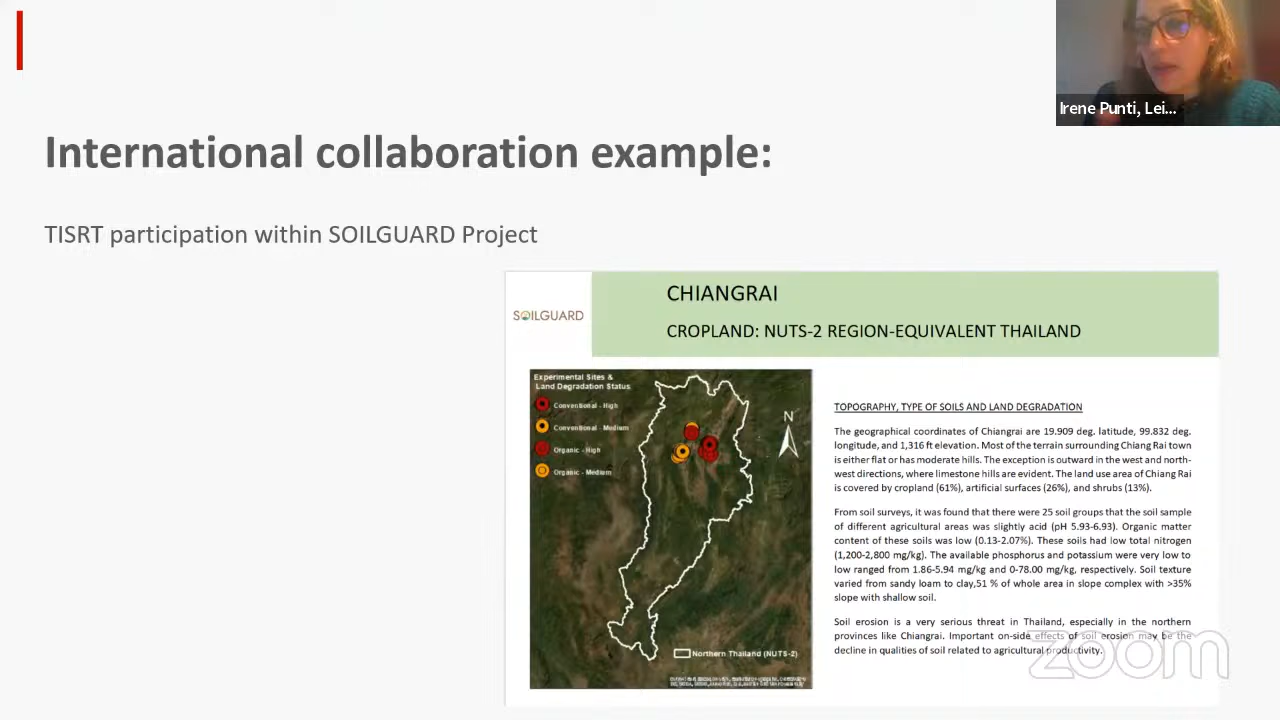 Irene Punti, Lei...
International collaboration example:
TISRT participation within SOILGUARD Project
SOILGUARD
CHIANGRAI
CROPLAND: NUTS-2 REGION-EQUIVALENT THAILAND
Experimental Sites &
Land Degradation Status
Conventional - High
Conventional - Medium
Organic - High
Organic - Medium
N
Northern Thailand (NUTS-2)
TOPOGRAPHY, TYPE OF SOILS AND LAND DEGRADATION
The geographical coordinates of Chiangrai are 19.909 deg. latitude, 99.832 deg.
longitude, and 1,316 ft elevation. Most of the terrain surrounding Chiang Rai town
is either flat or has moderate hills. The exception is outward in the west and north-
west directions, where limestone hills are evident. The land use area of Chiang Rai
is covered by cropland (61%), artificial surfaces (26%), and shrubs (13%).
From soil surveys, it was found that there were 25 soil groups that the soil sample
of different agricultural areas was slightly acid (pH 5.93-6.93). Organic matter
content of these soils was low (0.13-2.07%). These soils had low total nitrogen
(1,200-2,800 mg/kg). The available phosphorus and potassium were very low to
low ranged from 1.86-5.94 mg/kg and 0-78.00 mg/kg, respectively. Soil texture
varied from sandy loam to clay,51 % of whole area in slope complex with >35%
slope with shallow soil.
Soil erosion is a very serious threat in Thailand, especially in the northern
provinces like Chiangrai. Important on-side effects of soil erosion may be the
decline in qualities of soil related to agricultural productivity.
zoom